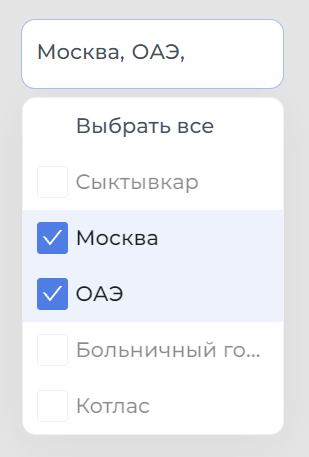 Москва, ОАЭ,
Выбрать все
Сыктывкар
Москва
ОАЭ
Больничный го...
Котлас